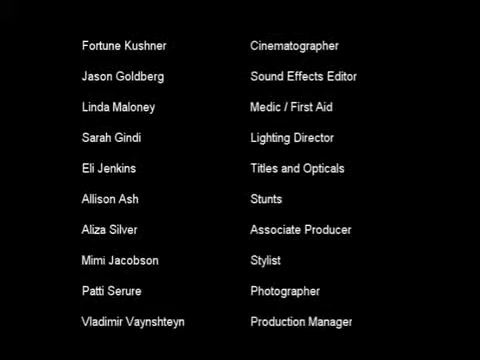 Fortune Kushner Cinematographer
Jason Goldberg Sound Effects Editor
Linda Maloney Medic / First Aid
Sarah Gindi Lighting Director
Eli Jenkins Titles and Opticals
Allison Ash Stunts
Aliza Silver Associate Producer
Mimi Jacobson Stylist
Patti Serure Photographer
Vladimir Vaynshteyn Production Manager